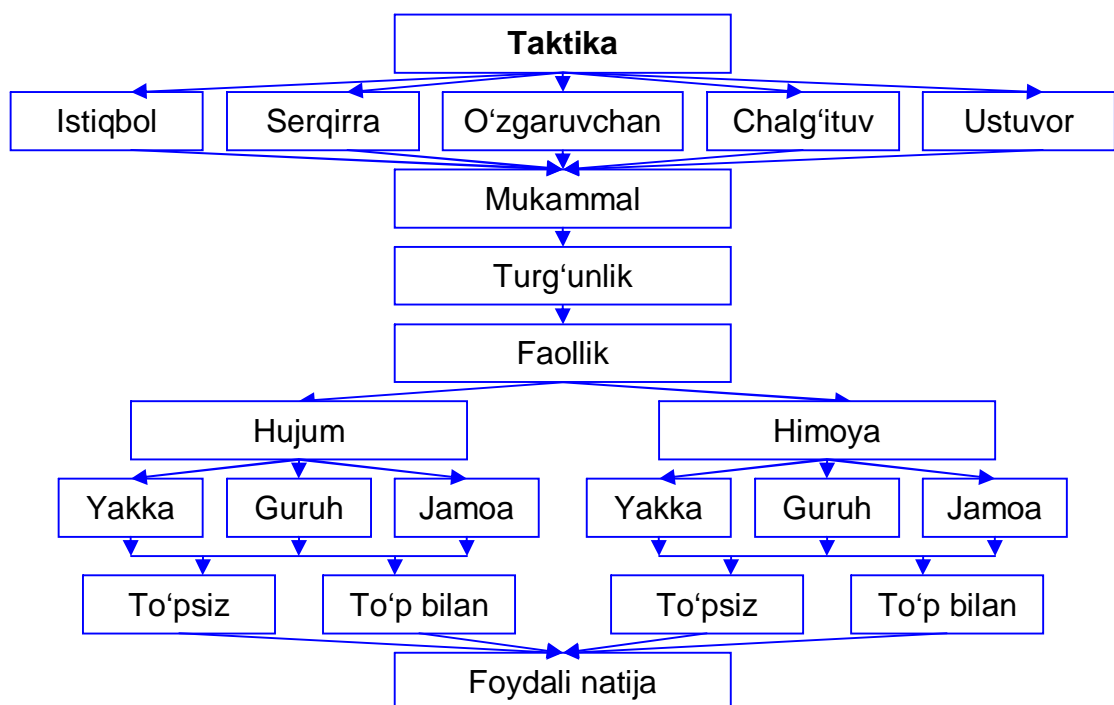 Taktika
Istiqbol Serqirra O‘zgaruvchan Chalg‘ituv Ustuvor
Mukammal
Turg‘unlik
Faollik
Hujum Himoya
Yakka Guruh Jamoa Yakka Guruh Jamoa
To‘psiz To‘p bilan To‘psiz To‘p bilan
Foydali natija